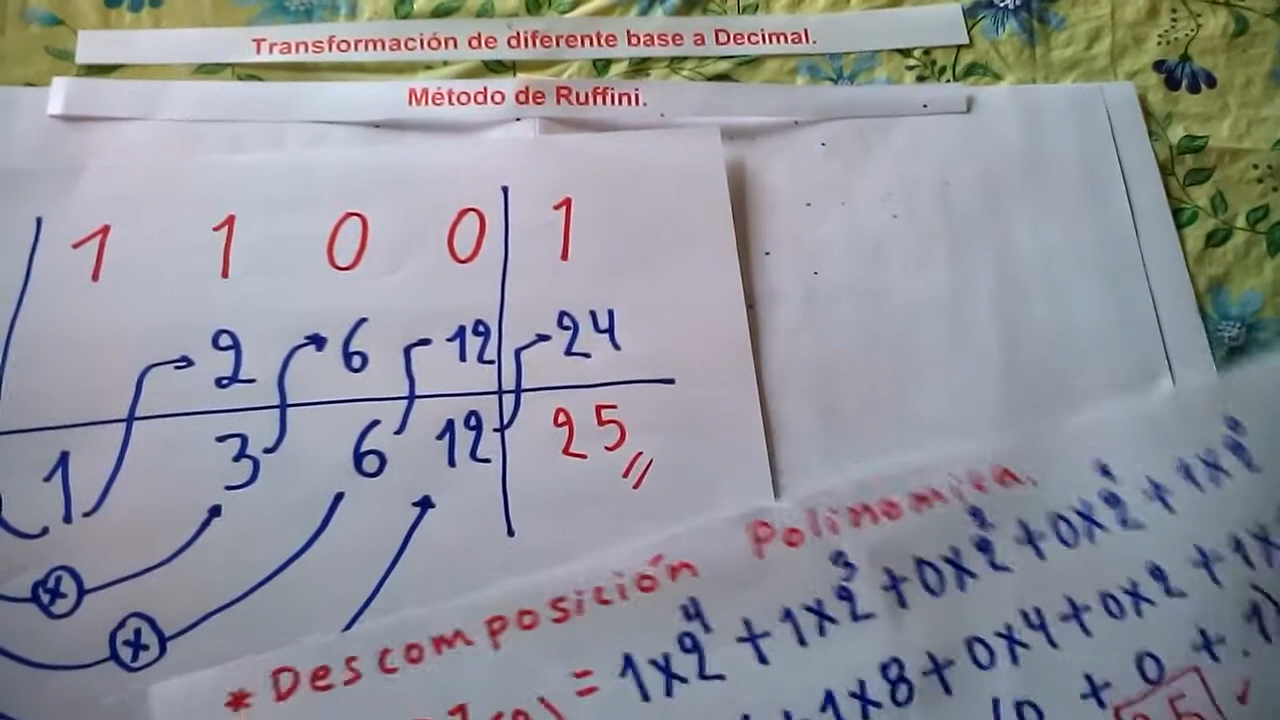 Transformación de diferente base a Decimal.
Método de Ruffini.
1 1 0 0 1
2 6 12 24
1 3 6 12 25
* Descomposición Polinomica.
= 1x2⁴ + 1x2³ + 0x2² + 0x2¹ + 1x2⁰
+ 1x8 + 0x4 + 0x2 + 1x
+ 0 + 1